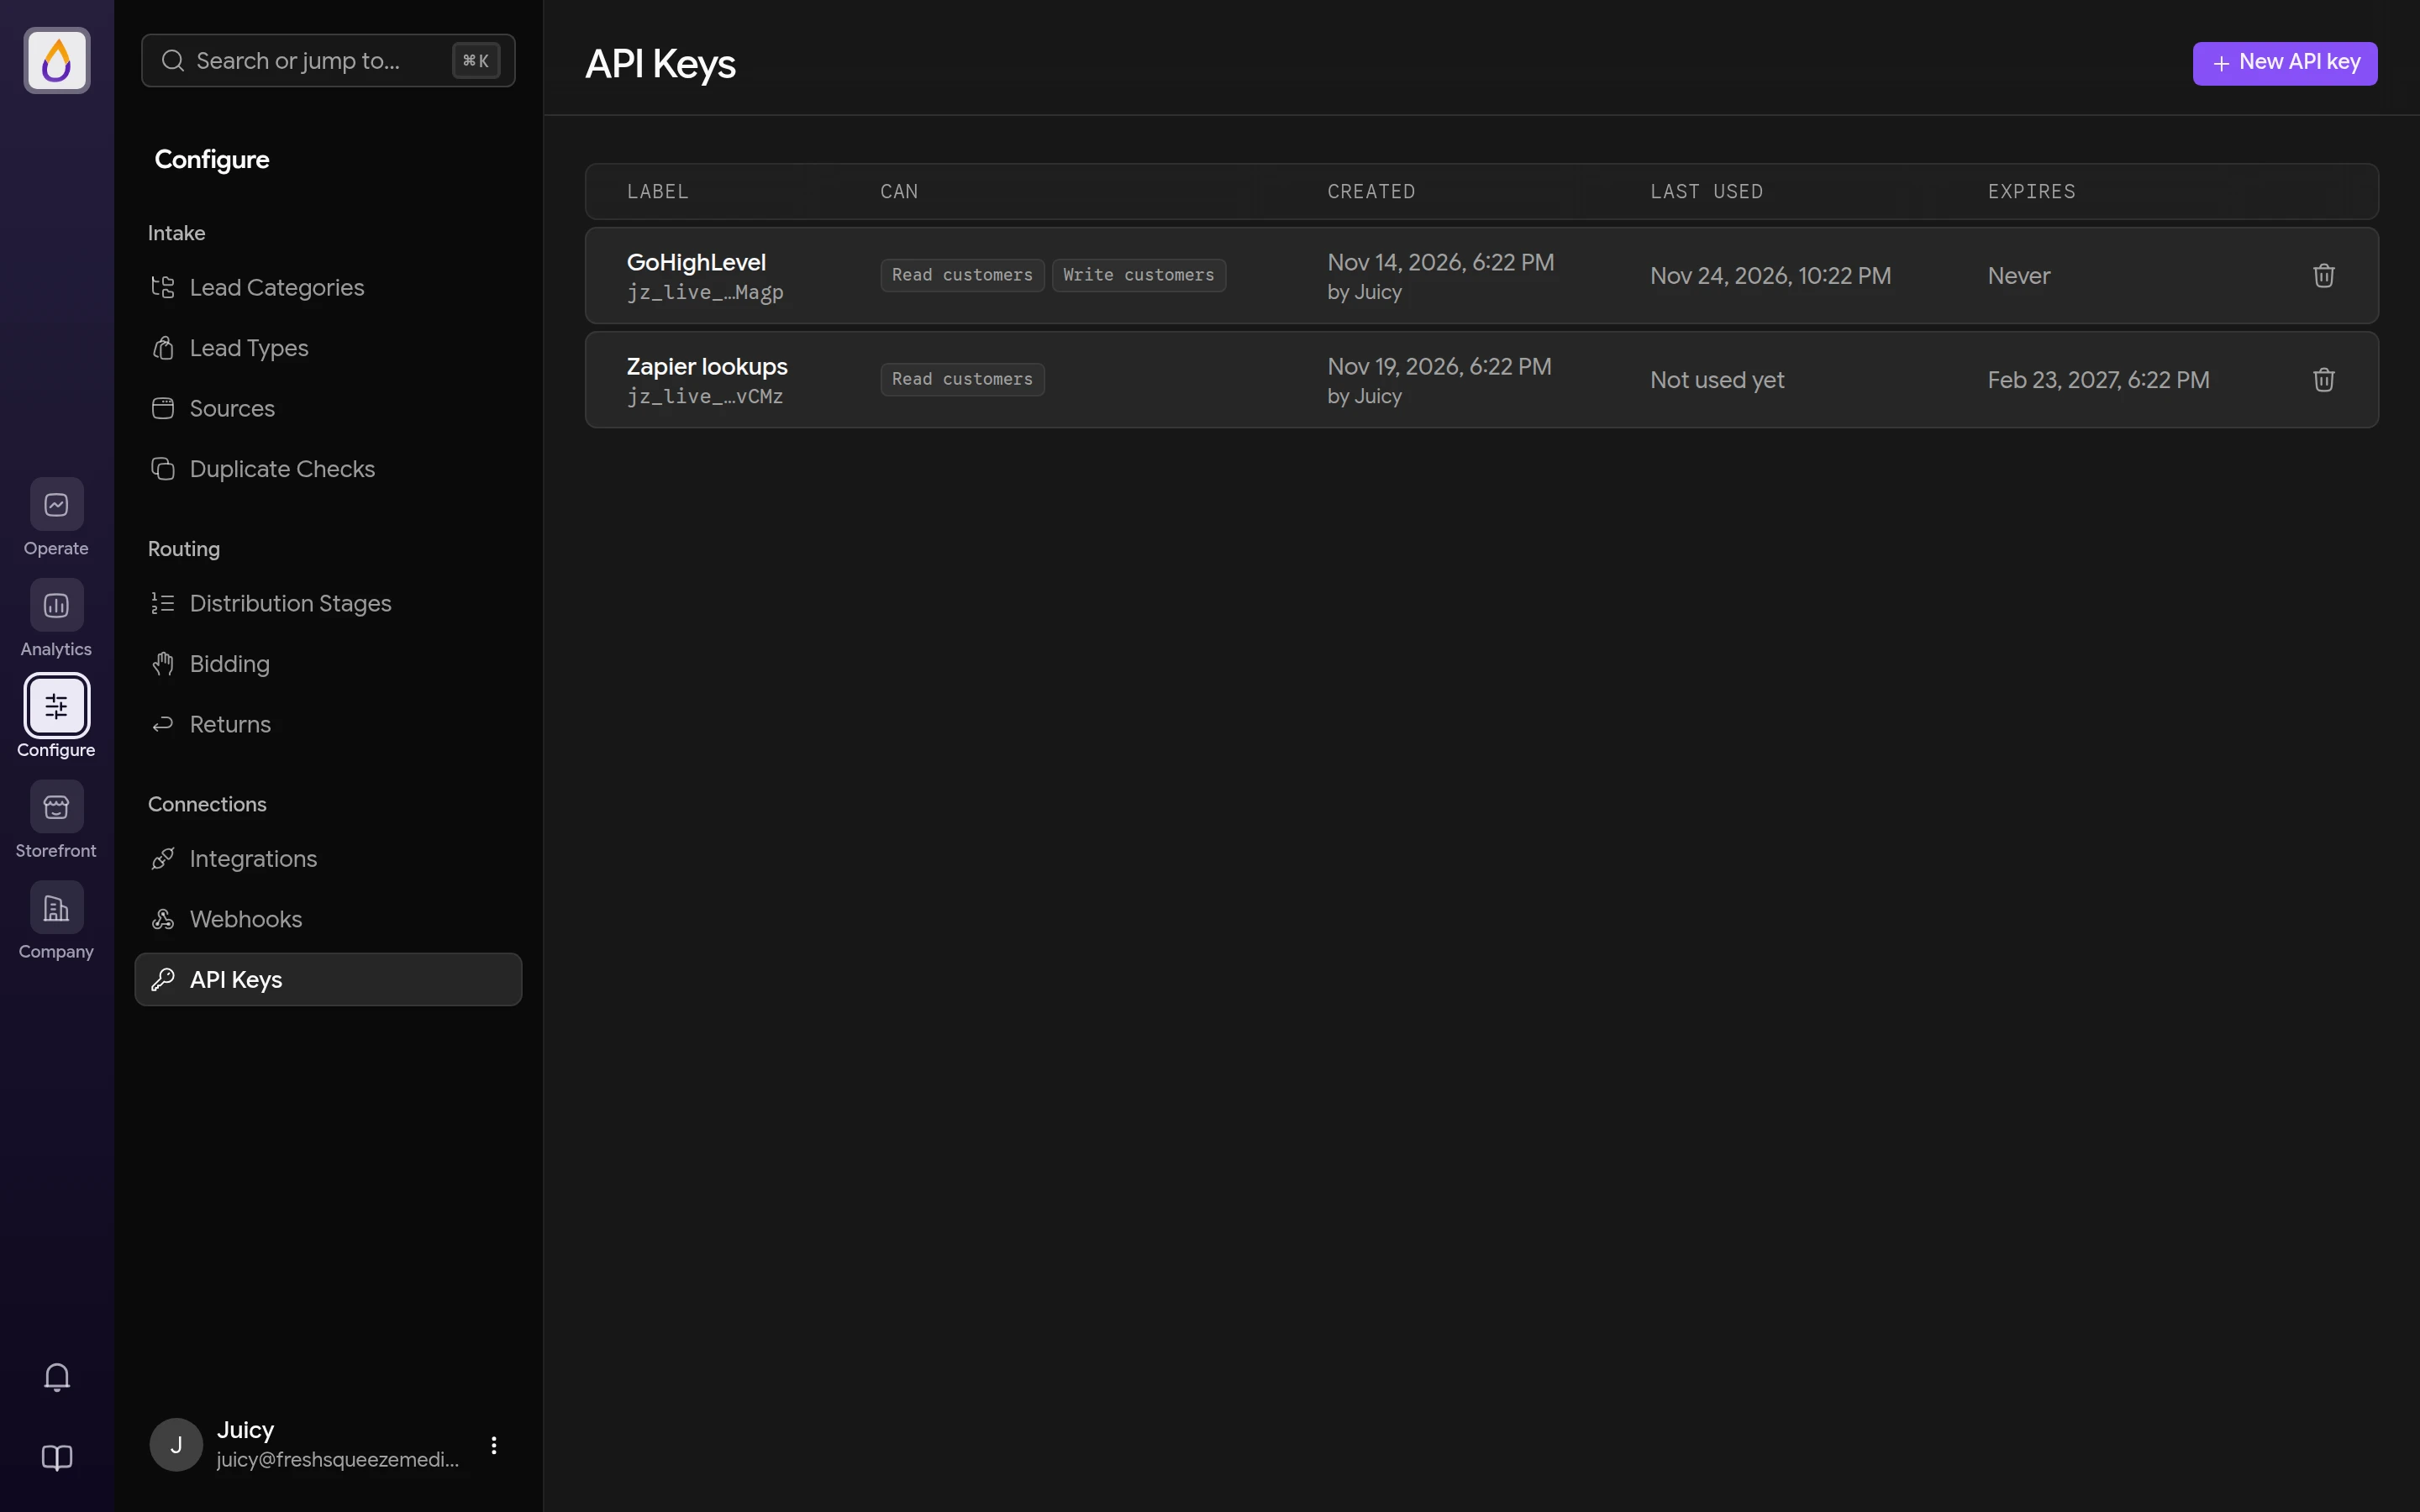 Search or jump to...
⌘K
Configure
Intake
Lead Categories
Lead Types
Sources
Duplicate Checks
Routing
Distribution Stages
Bidding
Returns
Connections
Integrations
Webhooks
API Keys
Operate
Analytics
Configure
Storefront
Company
J
Juicy
juicy@freshsqueezemedi...
API Keys
New API key
LABEL CAN CREATED LAST USED EXPIRES
GoHighLevel
jz_live_…Magp
Read customers Write customers
Nov 14, 2026, 6:22 PM
by Juicy
Nov 24, 2026, 10:22 PM
Never
Zapier lookups
jz_live_…vCMz
Read customers
Nov 19, 2026, 6:22 PM
by Juicy
Not used yet
Feb 23, 2027, 6:22 PM